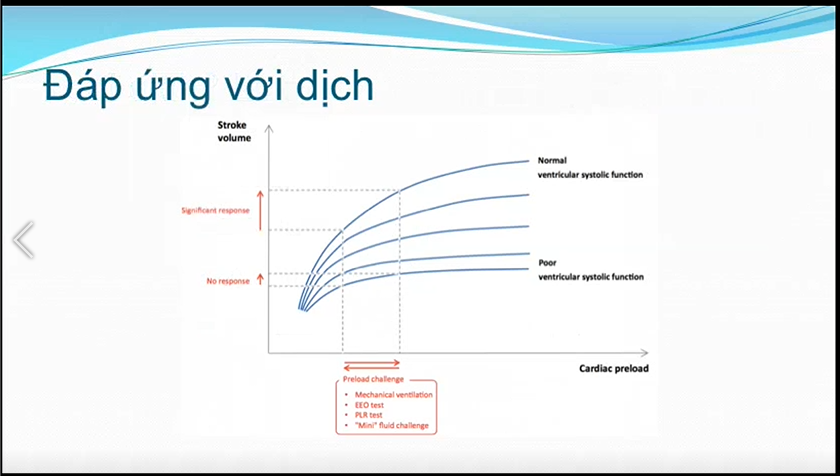 Đáp ứng với dịch
Stroke
volume
Normal
ventricular systolic function
Significant response
No response
Poor
ventricular systolic function
Cardiac preload
Preload challenge
• Mechanical ventilation
• EEO test
• PLR test
• "Mini" fluid challenge